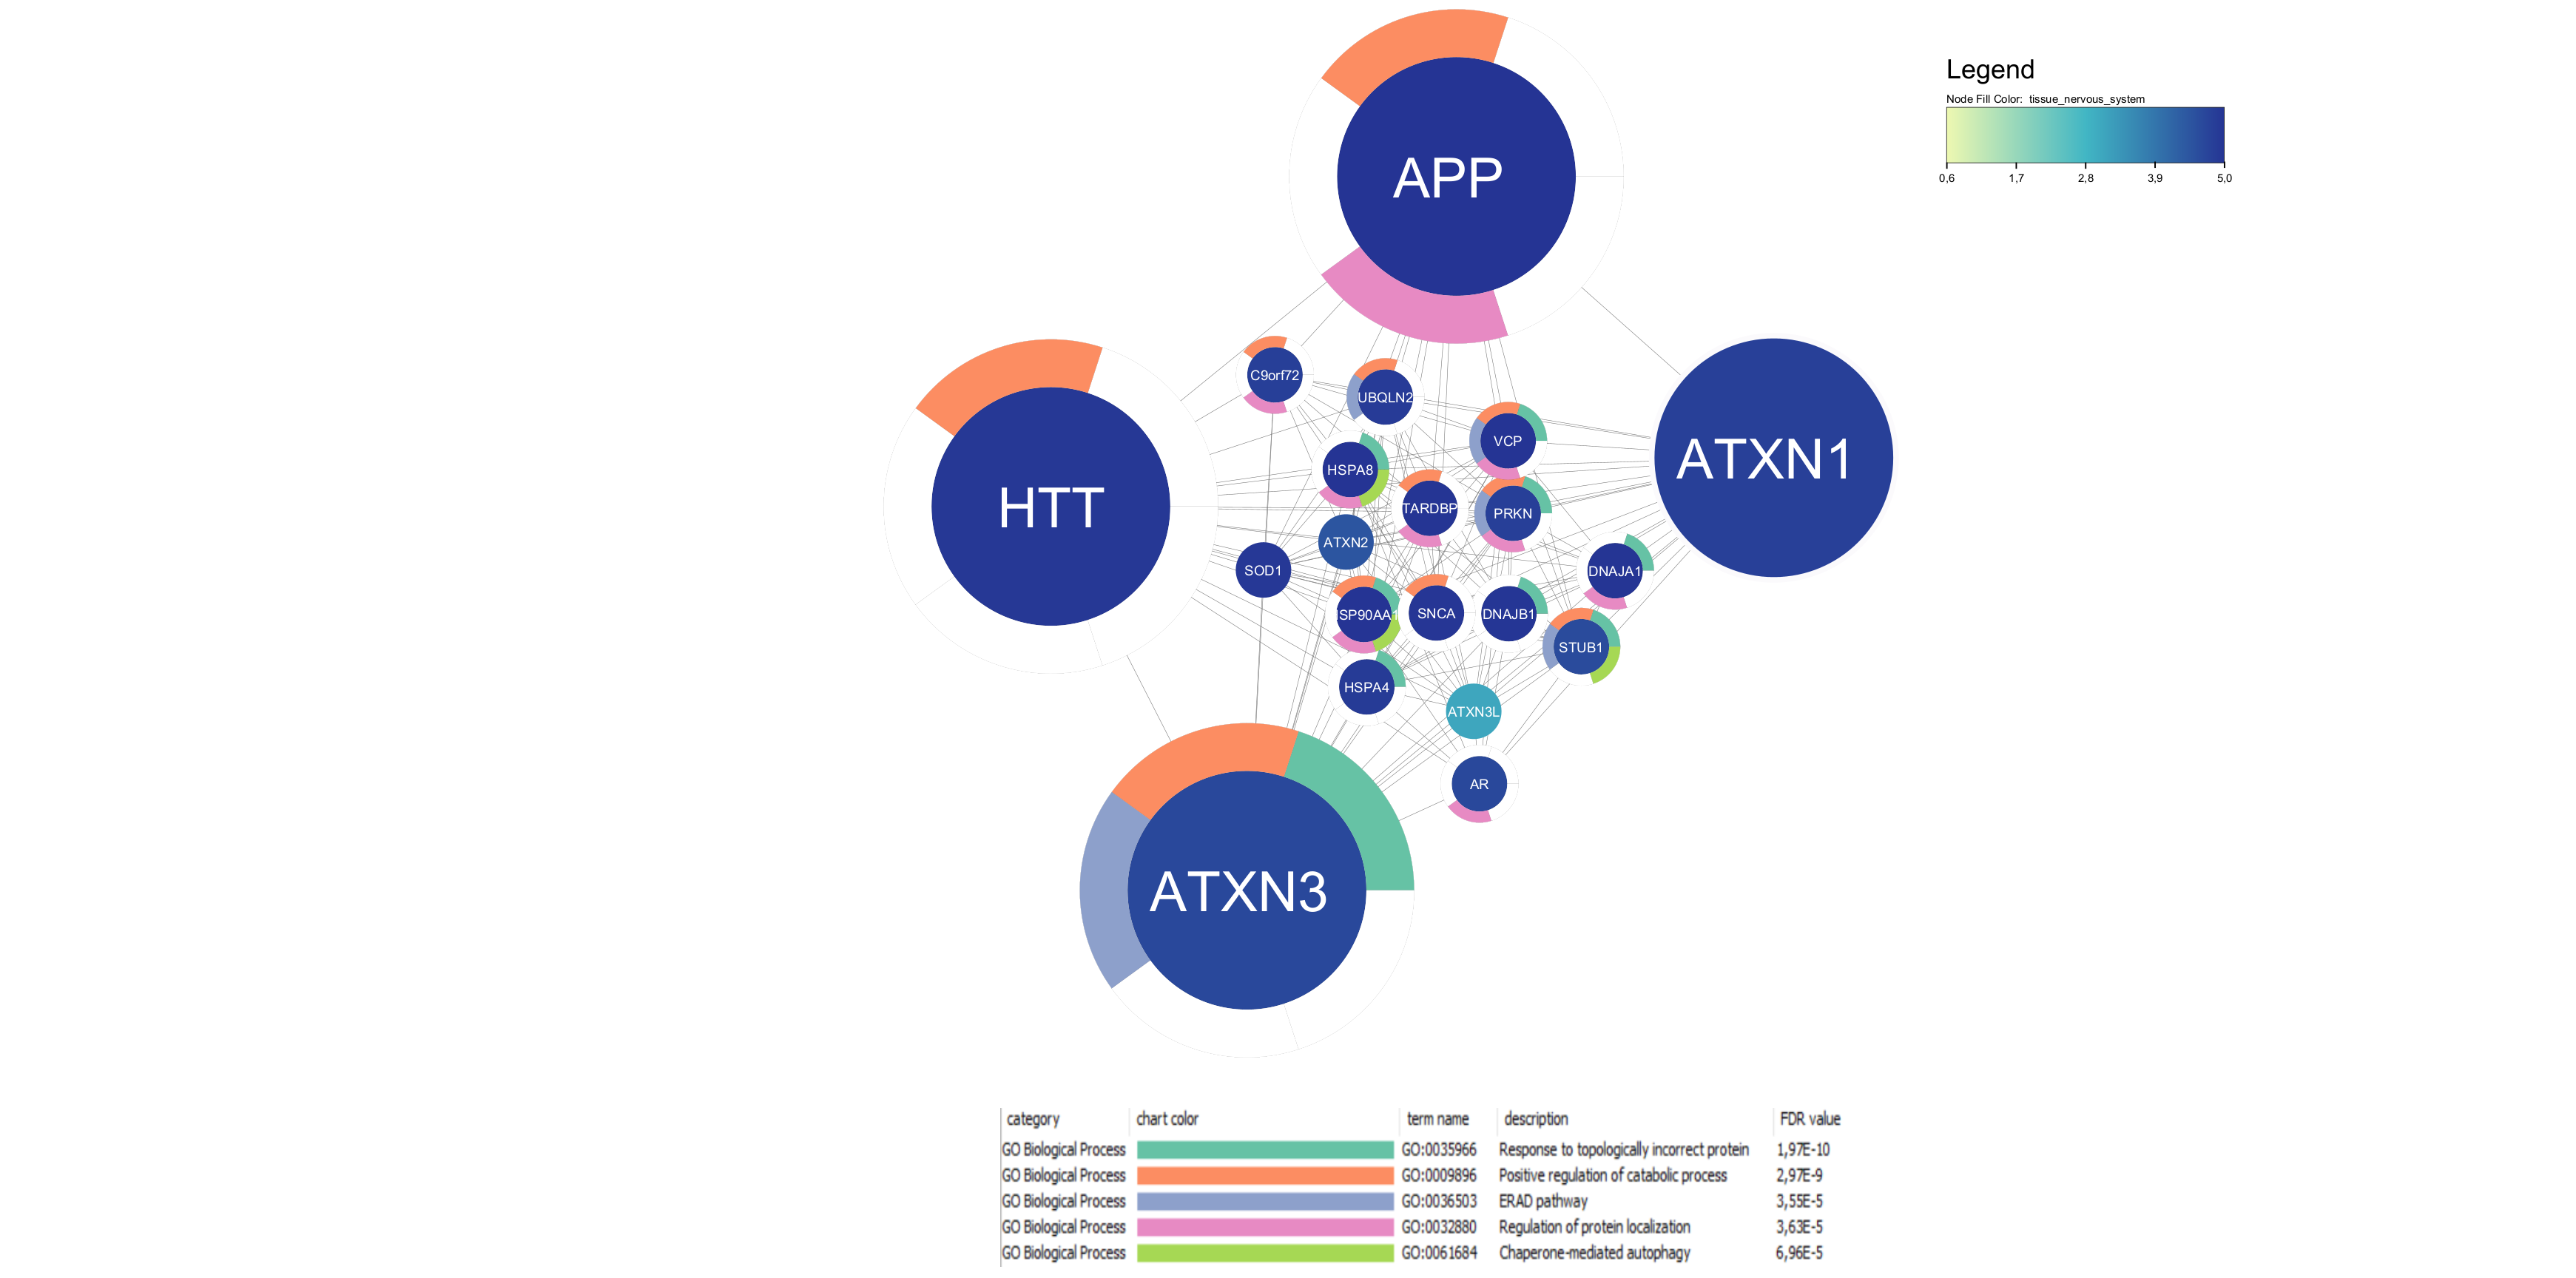 APP
Legend
Node Fill Color: tissue_nervous_system
0,6 1,7 2,8 3,9 5,0
C9orf72
UBQLN2
VCP
ATXN1
HSPA8
HTT
TARDBP
PRKN
ATXN2
SOD1
DNAJA1
SP90AA1
SNCA
DNAJB1
STUB1
HSPA4
ATXN3L
AR
ATXN3
category chart color term name description FDR value
GO Biological Process GO:0035966 Response to topologically incorrect protein 1,97E-10
GO Biological Process GO:0009896 Positive regulation of catabolic process 2,97E-9
GO Biological Process GO:0036503 ERAD pathway 3,55E-5
GO Biological Process GO:0032880 Regulation of protein localization 3,63E-5
GO Biological Process GO:0061684 Chaperone-mediated autophagy 6,96E-5